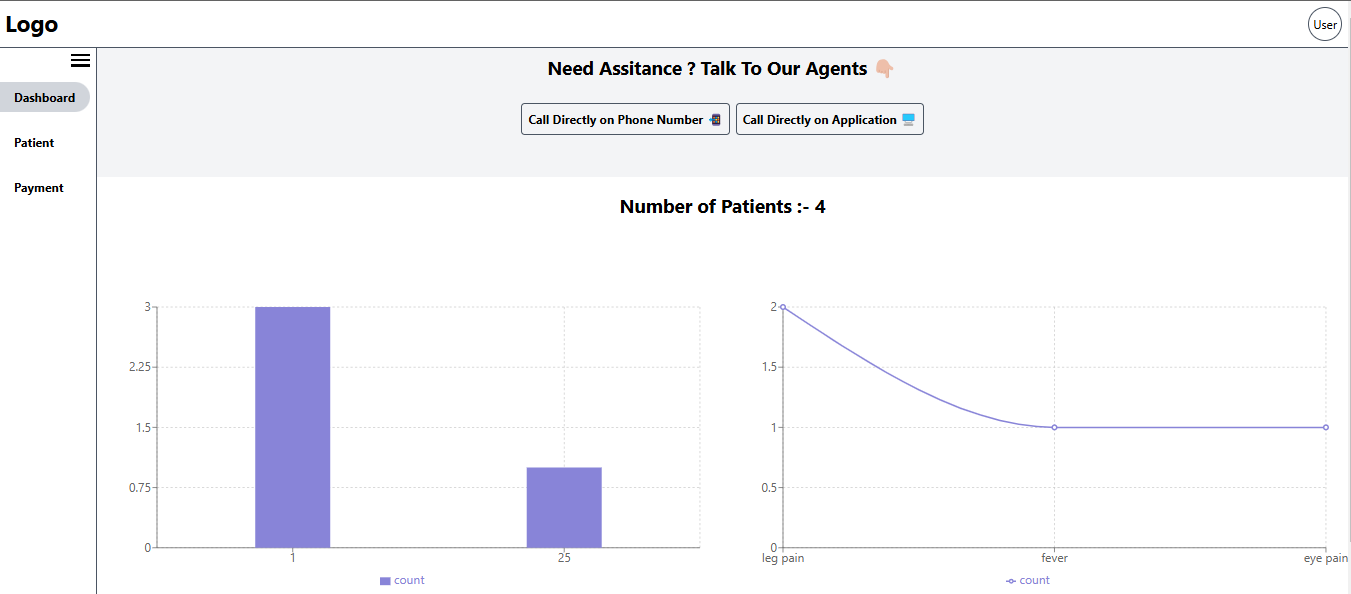 Logo
User
Dashboard
Patient
Payment
Need Assitance ? Talk To Our Agents 👇🏻
Call Directly on Phone Number 📲
Call Directly on Application 🖥️
Number of Patients :- 4
3
2.25
1.5
0.75
0
1
25
count
2
1.5
1
0.5
0
leg pain
fever
eye pain
count